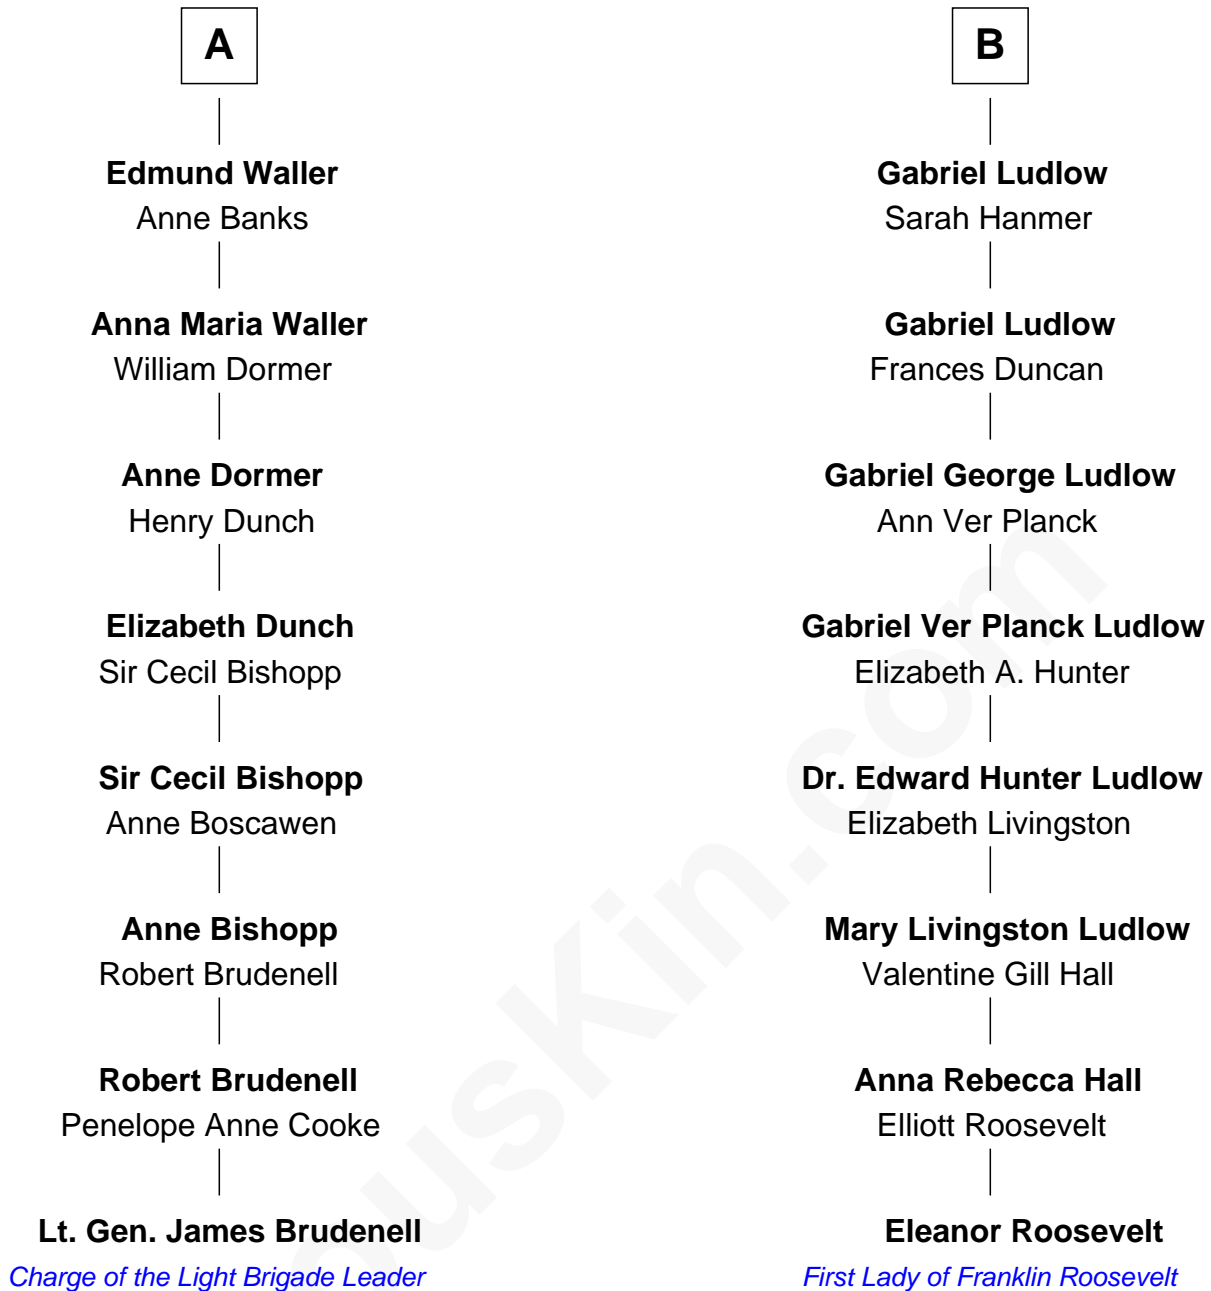 A
Edmund Waller
Anne Banks
Anna Maria Waller
William Dormer
Anne Dormer
Henry Dunch
Elizabeth Dunch
Sir Cecil Bishopp
Sir Cecil Bishopp
Anne Boscawen
Anne Bishopp
Robert Brudenell
Robert Brudenell
Penelope Anne Cooke
Lt. Gen. James Brudenell
Charge of the Light Brigade Leader
B
Gabriel Ludlow
Sarah Hanmer
Gabriel Ludlow
Frances Duncan
Gabriel George Ludlow
Ann Ver Planck
Gabriel Ver Planck Ludlow
Elizabeth A. Hunter
Dr. Edward Hunter Ludlow
Elizabeth Livingston
Mary Livingston Ludlow
Valentine Gill Hall
Anna Rebecca Hall
Elliott Roosevelt
Eleanor Roosevelt
First Lady of Franklin Roosevelt